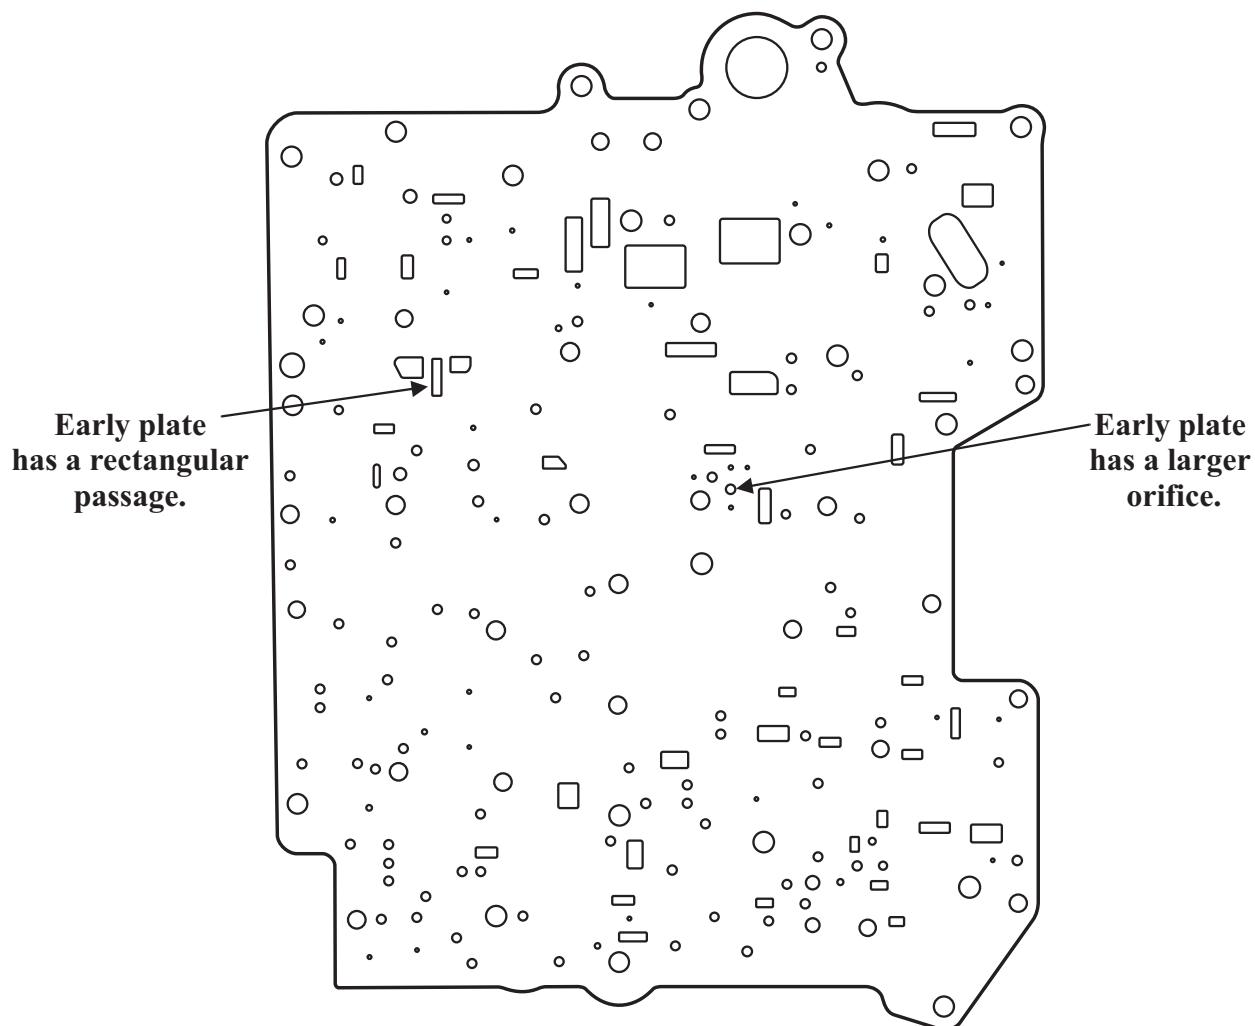 Early plate
has a rectangular
passage.
Early plate
has a larger
orifice.